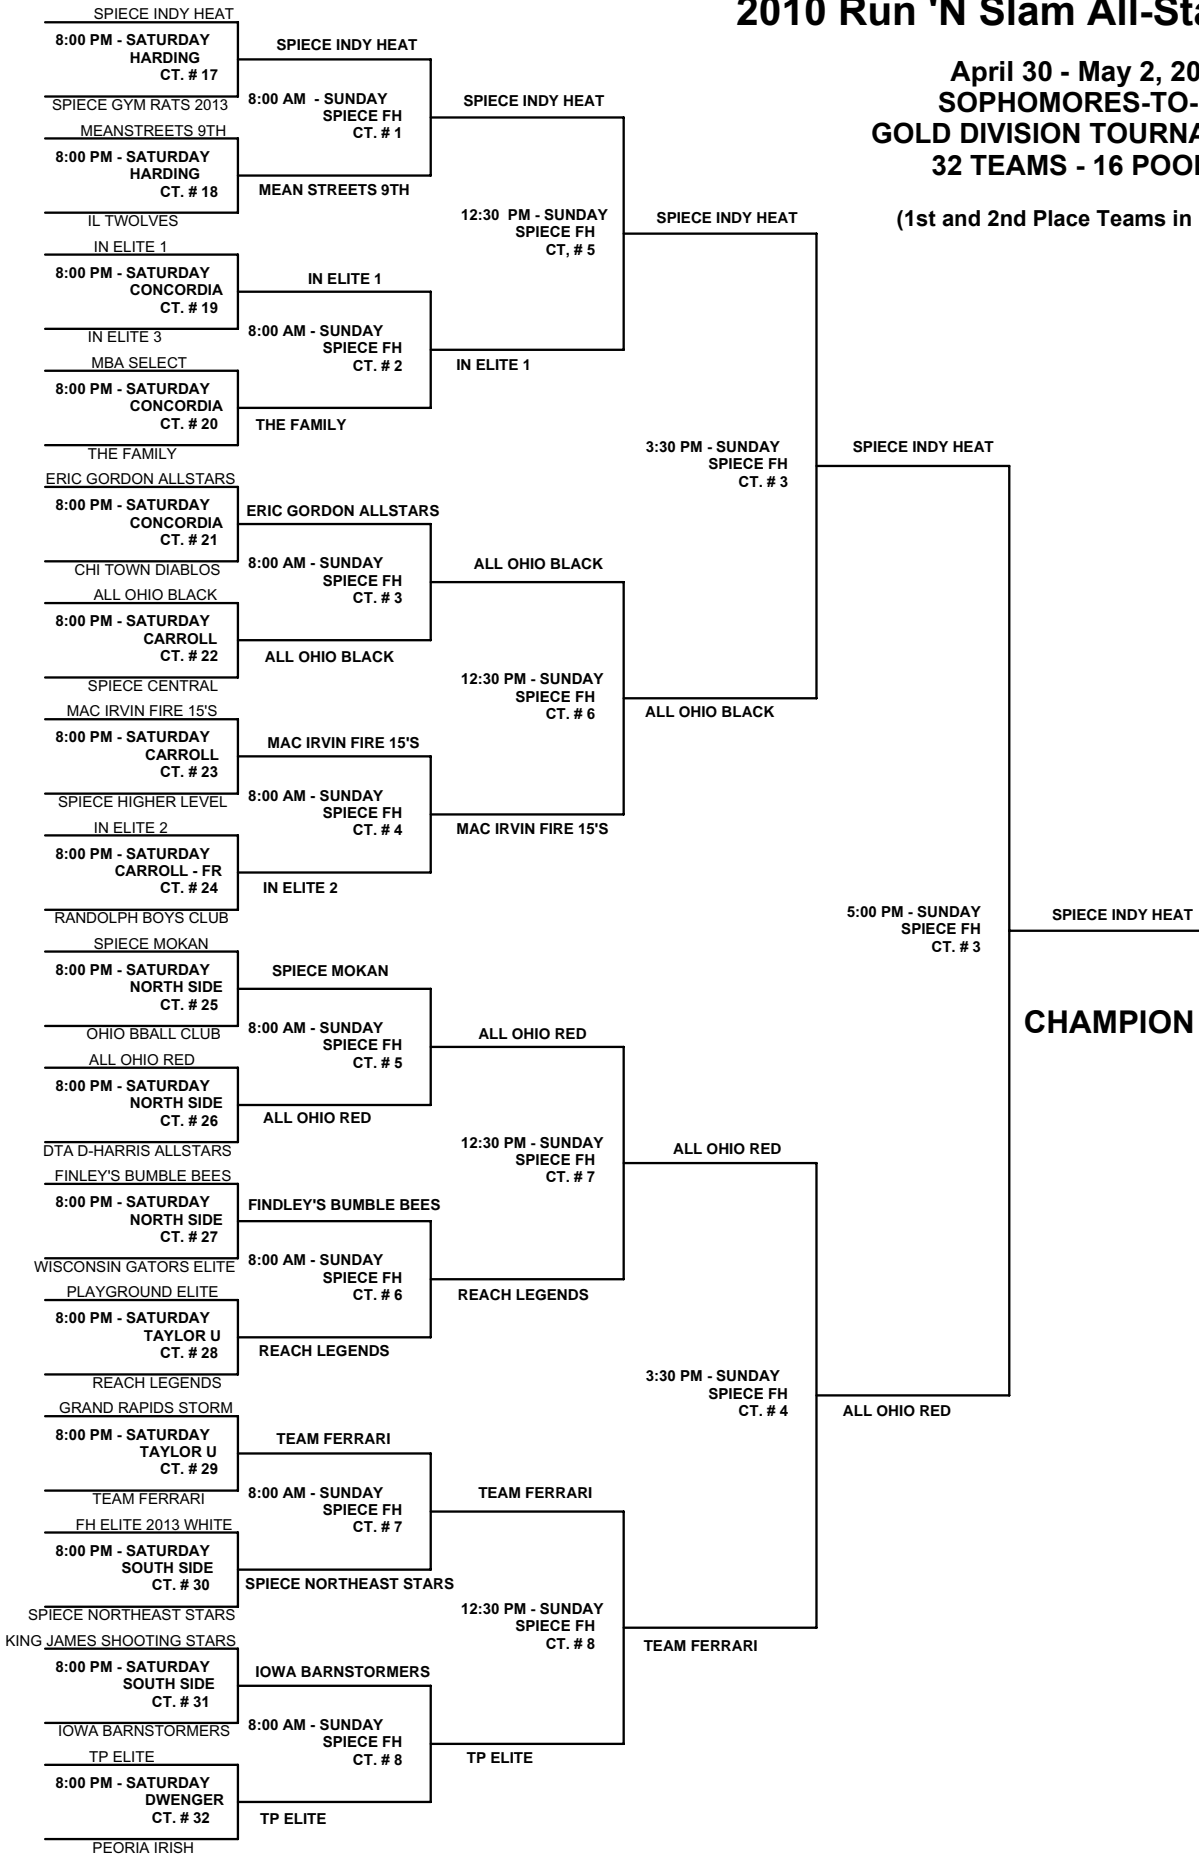 2010 Run 'N Slam All-Sta
April 30 - May 2, 20
SOPHOMORES-TO-
GOLD DIVISION TOURNA
32 TEAMS - 16 POOL
(1st and 2nd Place Teams in
SPIECE INDY HEAT
8:00 PM - SATURDAY
HARDING
CT. # 17
SPIECE GYM RATS 2013
MEANSTREETS 9TH
8:00 PM - SATURDAY
HARDING
CT. # 18
IL TWOLVES
IN ELITE 1
8:00 PM - SATURDAY
CONCORDIA
CT. # 19
IN ELITE 3
MBA SELECT
8:00 PM - SATURDAY
CONCORDIA
CT. # 20
THE FAMILY
ERIC GORDON ALLSTARS
8:00 PM - SATURDAY
CONCORDIA
CT. # 21
CHI TOWN DIABLOS
ALL OHIO BLACK
8:00 PM - SATURDAY
CARROLL
CT. # 22
SPIECE CENTRAL
MAC IRVIN FIRE 15'S
8:00 PM - SATURDAY
CARROLL
CT. # 23
SPIECE HIGHER LEVEL
IN ELITE 2
8:00 PM - SATURDAY
CARROLL - FR
CT. # 24
RANDOLPH BOYS CLUB
SPIECE MOKAN
8:00 PM - SATURDAY
NORTH SIDE
CT. # 25
OHIO BBALL CLUB
ALL OHIO RED
8:00 PM - SATURDAY
NORTH SIDE
CT. # 26
DTA D-HARRIS ALLSTARS
FINLEY'S BUMBLE BEES
8:00 PM - SATURDAY
NORTH SIDE
CT. # 27
WISCONSIN GATORS ELITE
PLAYGROUND ELITE
8:00 PM - SATURDAY
TAYLOR U
CT. # 28
REACH LEGENDS
GRAND RAPIDS STORM
8:00 PM - SATURDAY
TAYLOR U
CT. # 29
TEAM FERRARI
FH ELITE 2013 WHITE
8:00 PM - SATURDAY
SOUTH SIDE
CT. # 30
SPIECE NORTHEAST STARS
KING JAMES SHOOTING STARS
8:00 PM - SATURDAY
SOUTH SIDE
CT. # 31
IOWA BARNSTORMERS
TP ELITE
8:00 PM - SATURDAY
DWENGER
CT. # 32
PEORIA IRISH
SPIECE INDY HEAT
8:00 AM - SUNDAY
SPIECE FH
CT. # 1
MEAN STREETS 9TH
IN ELITE 1
8:00 AM - SUNDAY
SPIECE FH
CT. # 2
THE FAMILY
ERIC GORDON ALLSTARS
8:00 AM - SUNDAY
SPIECE FH
CT. # 3
ALL OHIO BLACK
MAC IRVIN FIRE 15'S
8:00 AM - SUNDAY
SPIECE FH
CT. # 4
IN ELITE 2
SPIECE MOKAN
8:00 AM - SUNDAY
SPIECE FH
CT. # 5
ALL OHIO RED
FINDLEY'S BUMBLE BEES
8:00 AM - SUNDAY
SPIECE FH
CT. # 6
REACH LEGENDS
TEAM FERRARI
8:00 AM - SUNDAY
SPIECE FH
CT. # 7
SPIECE NORTHEAST STARS
IOWA BARNSTORMERS
8:00 AM - SUNDAY
SPIECE FH
CT. # 8
TP ELITE
SPIECE INDY HEAT
12:30 PM - SUNDAY
SPIECE FH
CT, # 5
IN ELITE 1
ALL OHIO BLACK
12:30 PM - SUNDAY
SPIECE FH
CT. # 6
MAC IRVIN FIRE 15'S
ALL OHIO RED
12:30 PM - SUNDAY
SPIECE FH
CT. # 7
REACH LEGENDS
TEAM FERRARI
12:30 PM - SUNDAY
SPIECE FH
CT. # 8
TP ELITE
SPIECE INDY HEAT
3:30 PM - SUNDAY
SPIECE FH
CT. # 3
ALL OHIO BLACK
ALL OHIO RED
3:30 PM - SUNDAY
SPIECE FH
CT. # 4
TEAM FERRARI
SPIECE INDY HEAT
5:00 PM - SUNDAY
SPIECE FH
CT. # 3
ALL OHIO RED
SPIECE INDY HEAT
CHAMPION